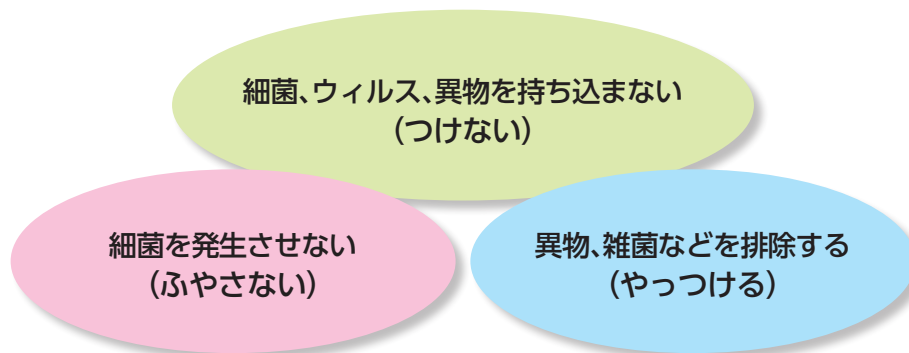 細菌、ウィルス、異物を持ち込まない
(つけない)
細菌を発生させない
(ふやさない)
異物、雑菌などを排除する
(やっつける)